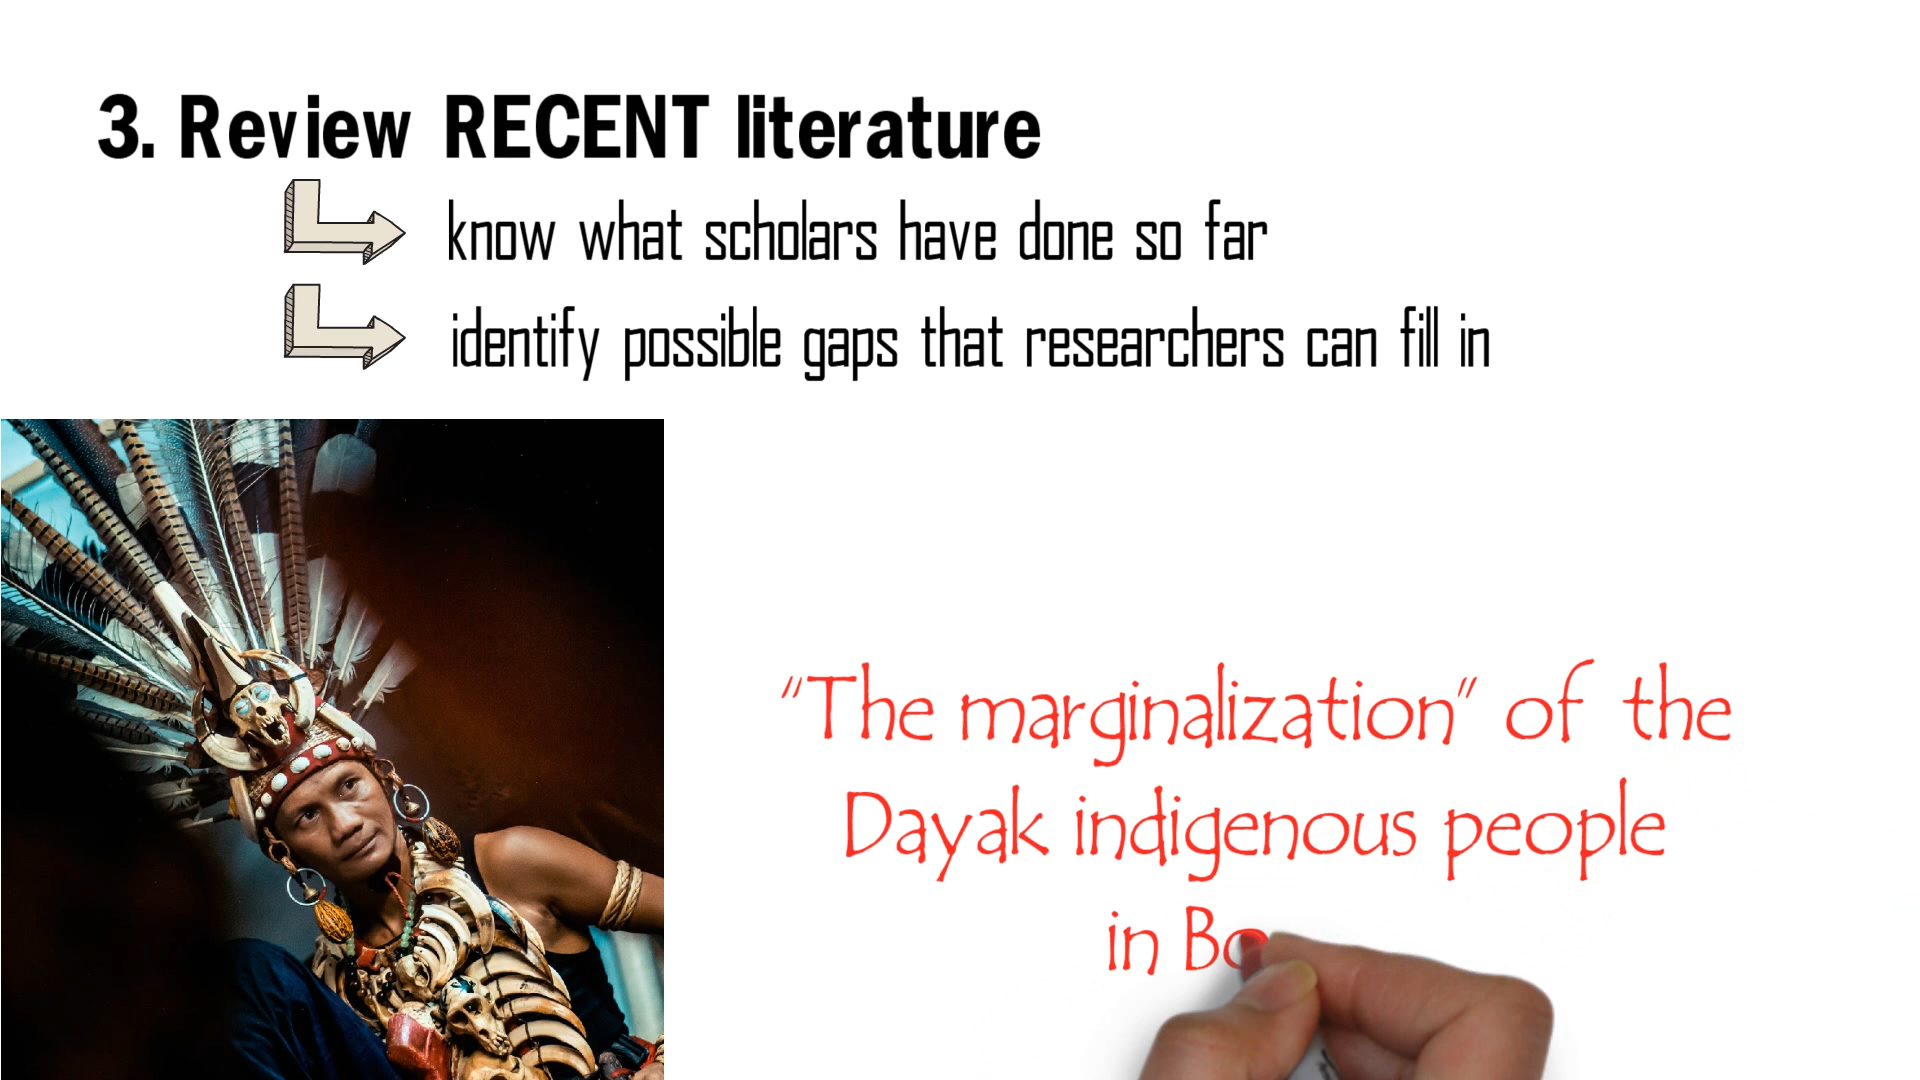 3. Review RECENT literature
know what scholars have done so far
identify possible gaps that researchers can fill in
"The marginalization" of the
Dayak indigenous people
in Bo